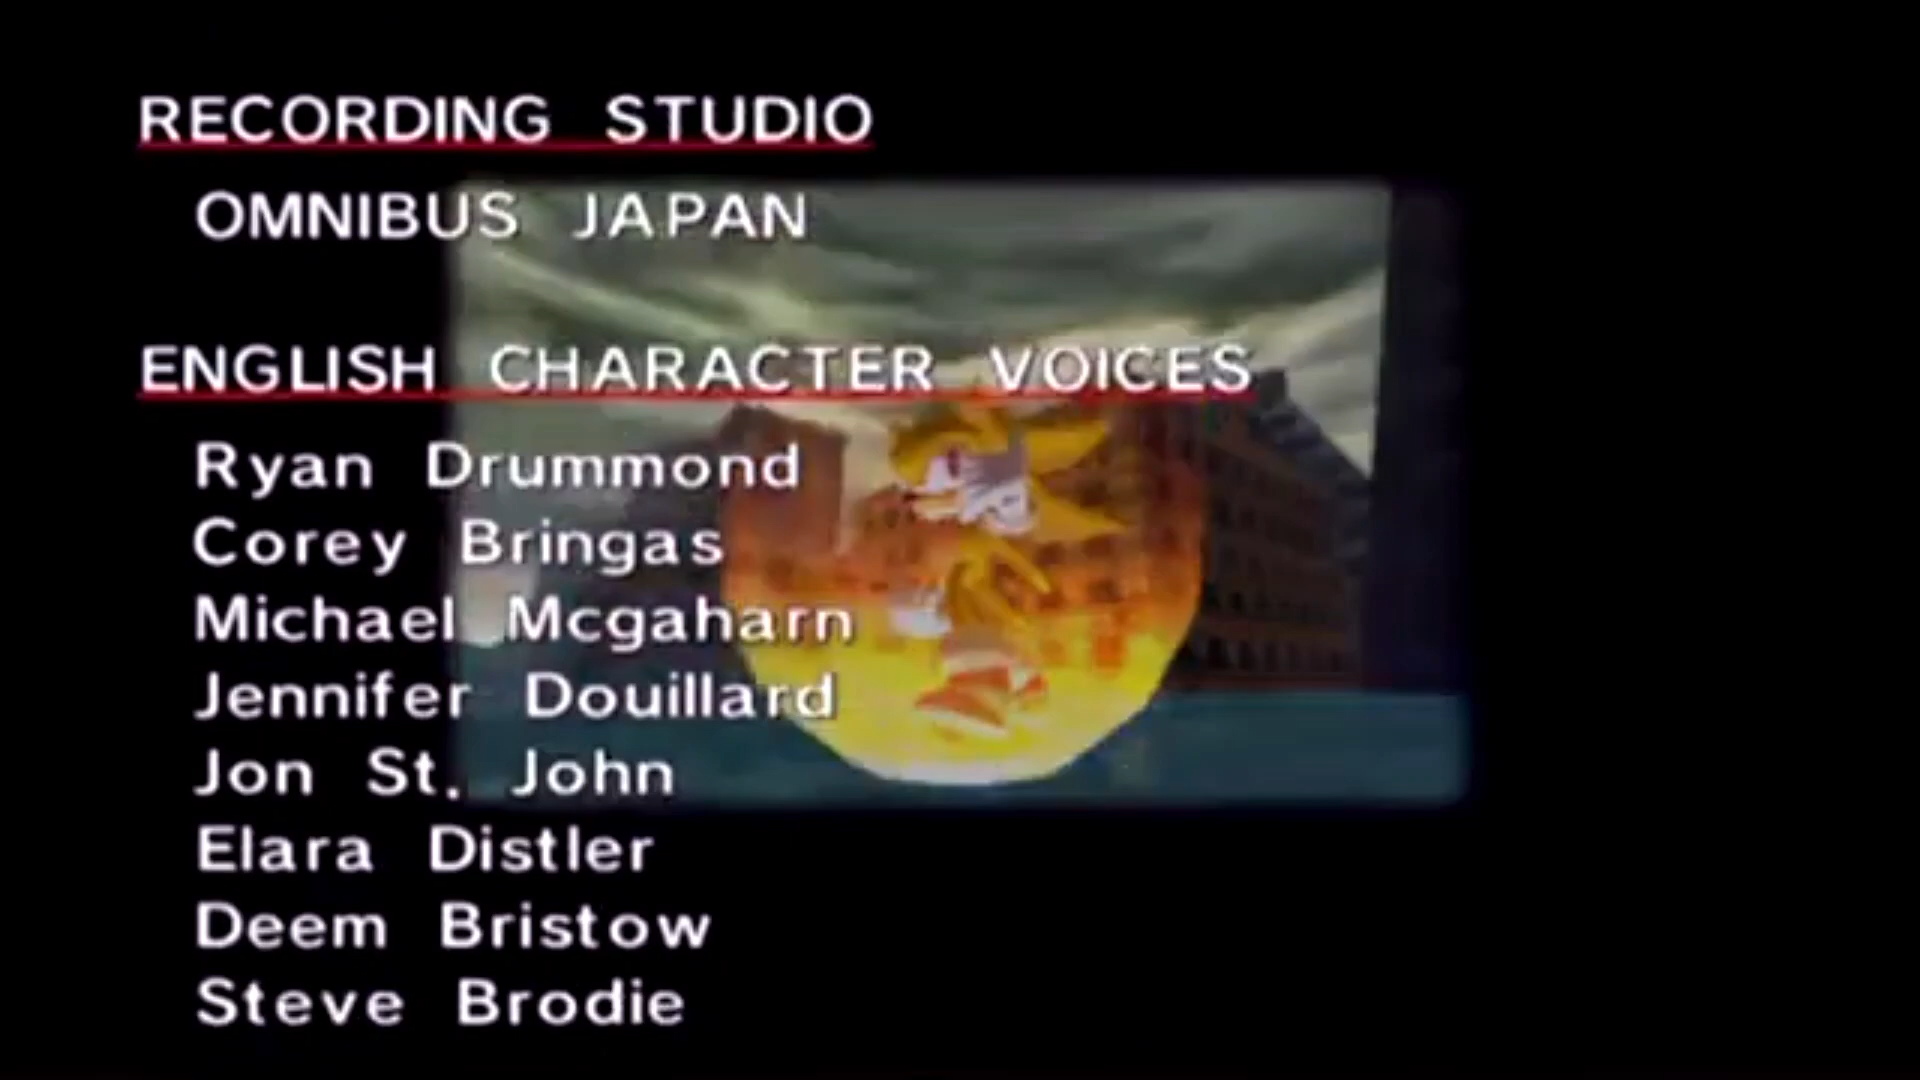 RECORDING STUDIO
OMNIBUS JAPAN
ENGLISH CHARACTER VOICES
Ryan Drummond
Corey Bringas
Michael Mcgaharn
Jennifer Douillard
Jon St. John
Elara Distler
Deem Bristow
Steve Brodie